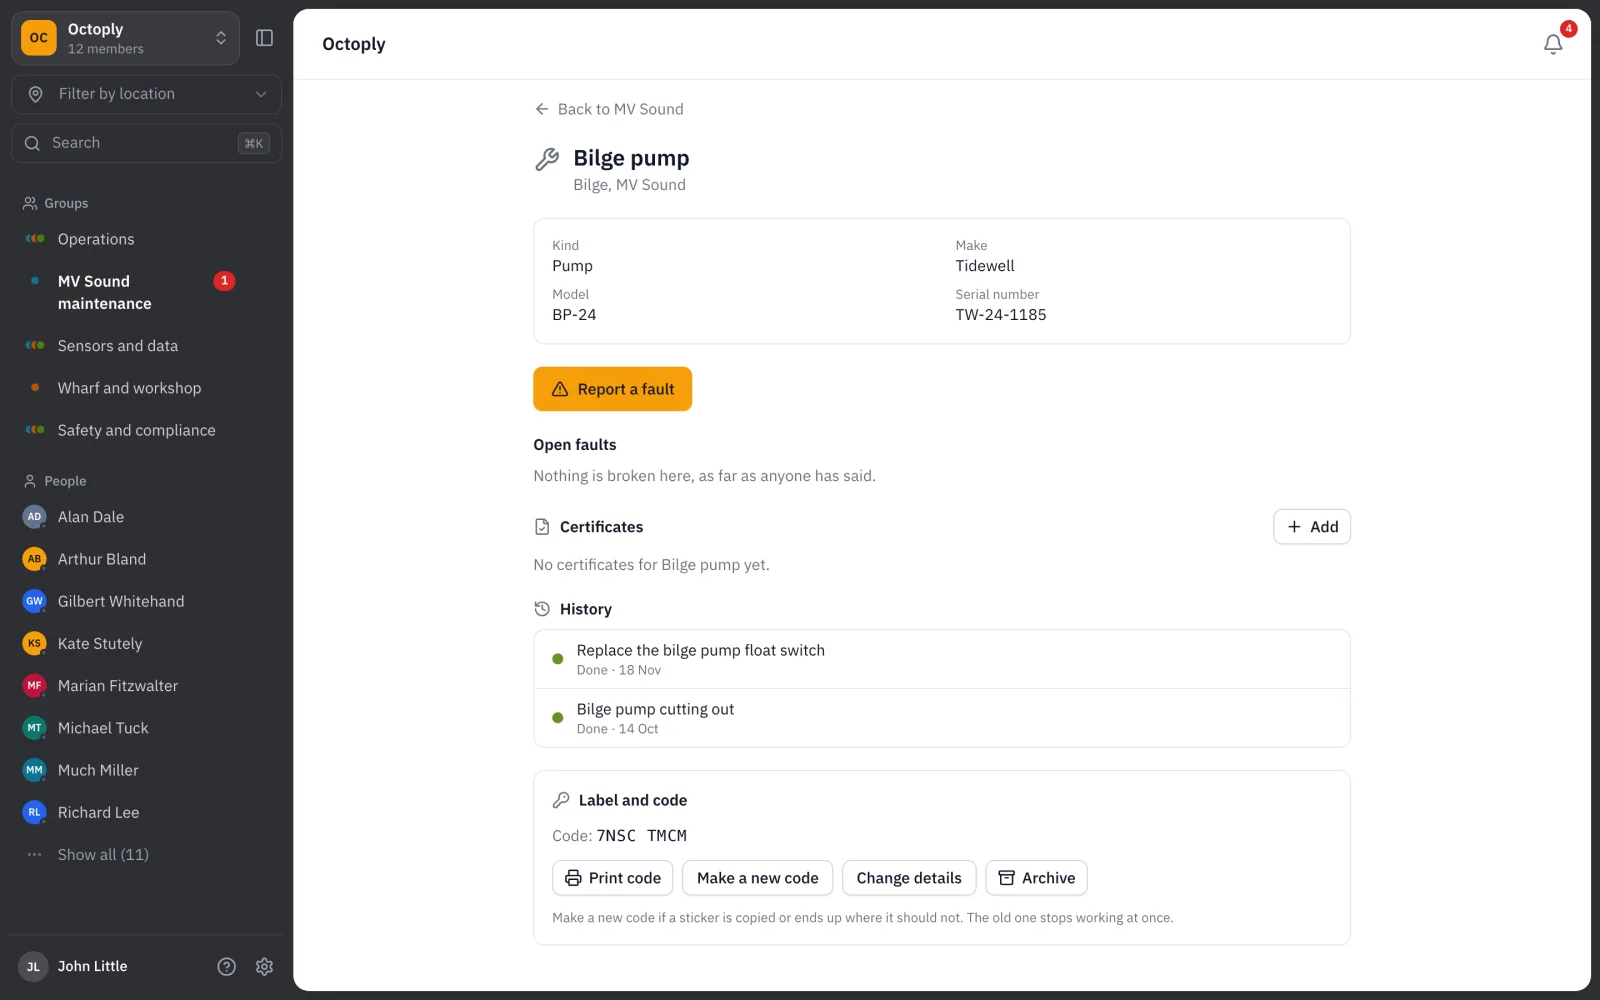 OC
Octoply
12 members
Filter by location
Search
⌘K
Groups
Operations
MV Sound
maintenance
1
Sensors and data
Wharf and workshop
Safety and compliance
People
AD
Alan Dale
AB
Arthur Bland
GW
Gilbert Whitehand
KS
Kate Stutely
MF
Marian Fitzwalter
MT
Michael Tuck
MM
Much Miller
RL
Richard Lee
Show all (11)
JL
John Little
Octoply
4
Back to MV Sound
Bilge pump
Bilge, MV Sound
Kind
Pump
Make
Tidewell
Model
BP-24
Serial number
TW-24-1185
Report a fault
Open faults
Nothing is broken here, as far as anyone has said.
Certificates
Add
No certificates for Bilge pump yet.
History
Replace the bilge pump float switch
Done · 18 Nov
Bilge pump cutting out
Done · 14 Oct
Label and code
Code: 7NSC TMCM
Print code
Make a new code
Change details
Archive
Make a new code if a sticker is copied or ends up where it should not. The old one stops working at once.